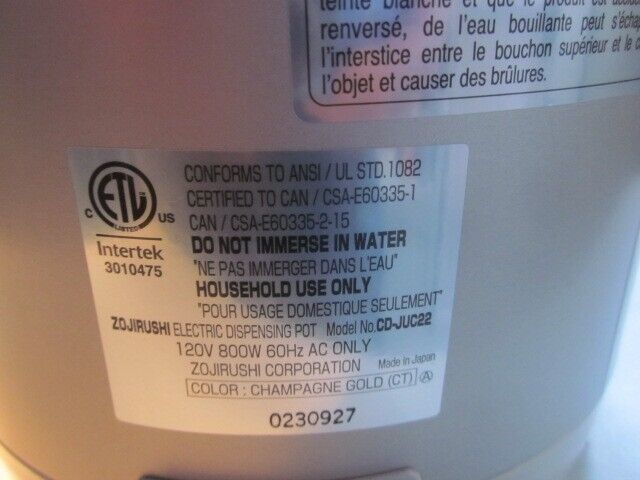 teinte blanche et que le produit est
renversé, de l'eau bouillante peut
l'interstice entre le bouchon supérieur et le
l'objet et causer des brûlures.
ETL
LISTED
C US
Intertek
3010475
CONFORMS TO ANSI / UL STD.1082
CERTIFIED TO CAN / CSA-E60335-1
CAN / CSA-E60335-2-15
DO NOT IMMERSE IN WATER
"NE PAS IMMERGER DANS L'EAU"
HOUSEHOLD USE ONLY
"POUR USAGE DOMESTIQUE SEULEMENT"
ZOJIRUSHI ELECTRIC DISPENSING POT Model No.CD-JUC22
120V 800W 60Hz AC ONLY
ZOJIRUSHI CORPORATION Made in Japan
COLOR : CHAMPAGNE GOLD (CT) Ⓐ
0230927